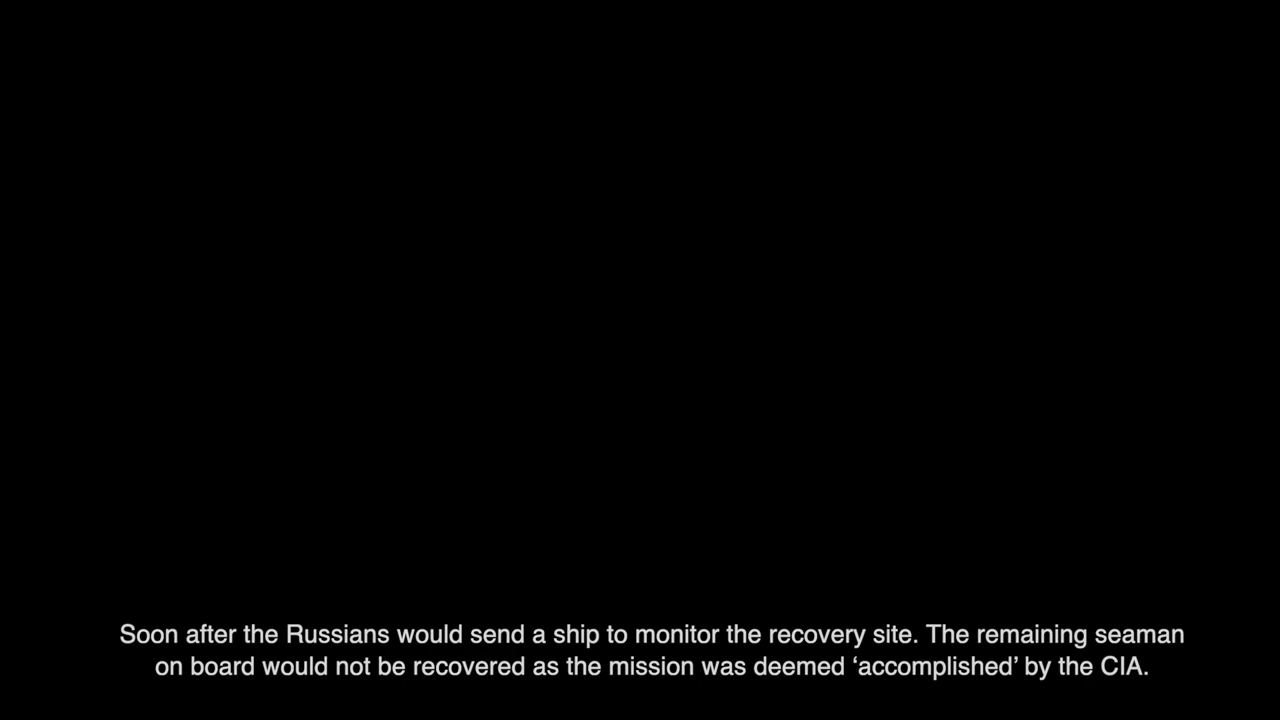 Soon after the Russians would send a ship to monitor the recovery site. The remaining seaman
on board would not be recovered as the mission was deemed ‘accomplished’ by the CIA.